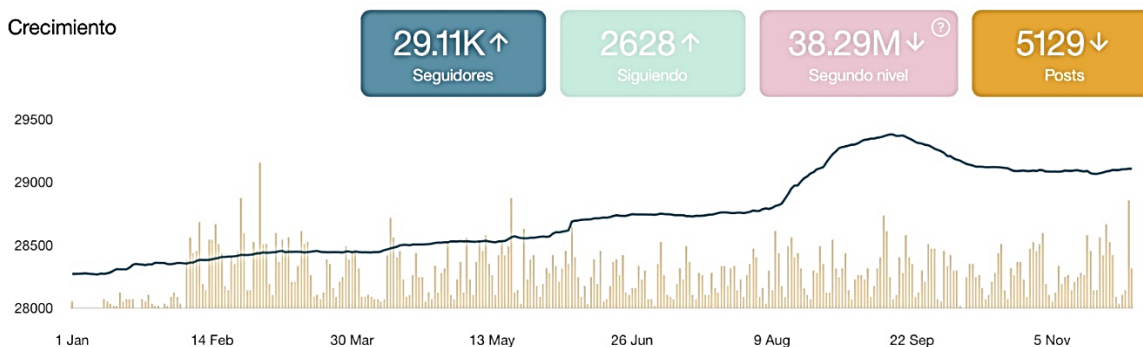 Crecimiento
29.11K↑
Seguidores
2628↑
Siguiendo
38.29M↓
?
Segundo nivel
5129↓
Posts
29500
29000
28500
28000
1 Jan
14 Feb
30 Mar
13 May
26 Jun
9 Aug
22 Sep
5 Nov